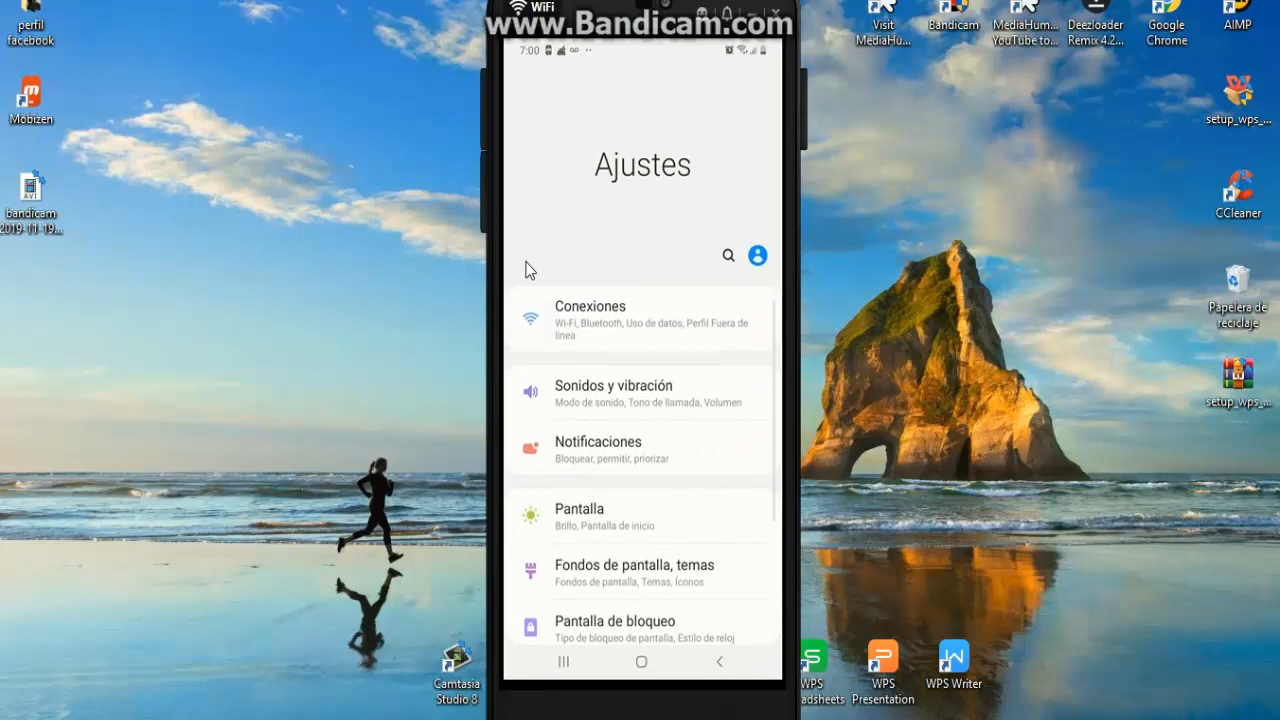 perfil
facebook
Mobizen
AVI
bandicam
2019-11-19...
Camtasia
Studio 8
WiFi
www.Bandicam.com
7:00
Ajustes
Conexiones
Wi-Fi, Bluetooth, Uso de datos, Perfil Fuera de
línea
Sonidos y vibración
Modo de sonido, Tono de llamada, Volumen
Notificaciones
Bloquear, permitir, priorizar
Pantalla
Brillo, Pantalla de inicio
Fondos de pantalla, temas
Fondos de pantalla, Temas, Íconos
Pantalla de bloqueo
Tipo de bloqueo de pantalla, Estilo de reloj
Visit
MediaHu...
Bandicam
MediaHum...
YouTube to...
Deezloader
Remix 4.2...
Google
Chrome
AIMP
setup_wps_...
CCleaner
Papelera de
reciclaje
setup_wps_...
WPS
adsheets
WPS
Presentation
WPS Writer